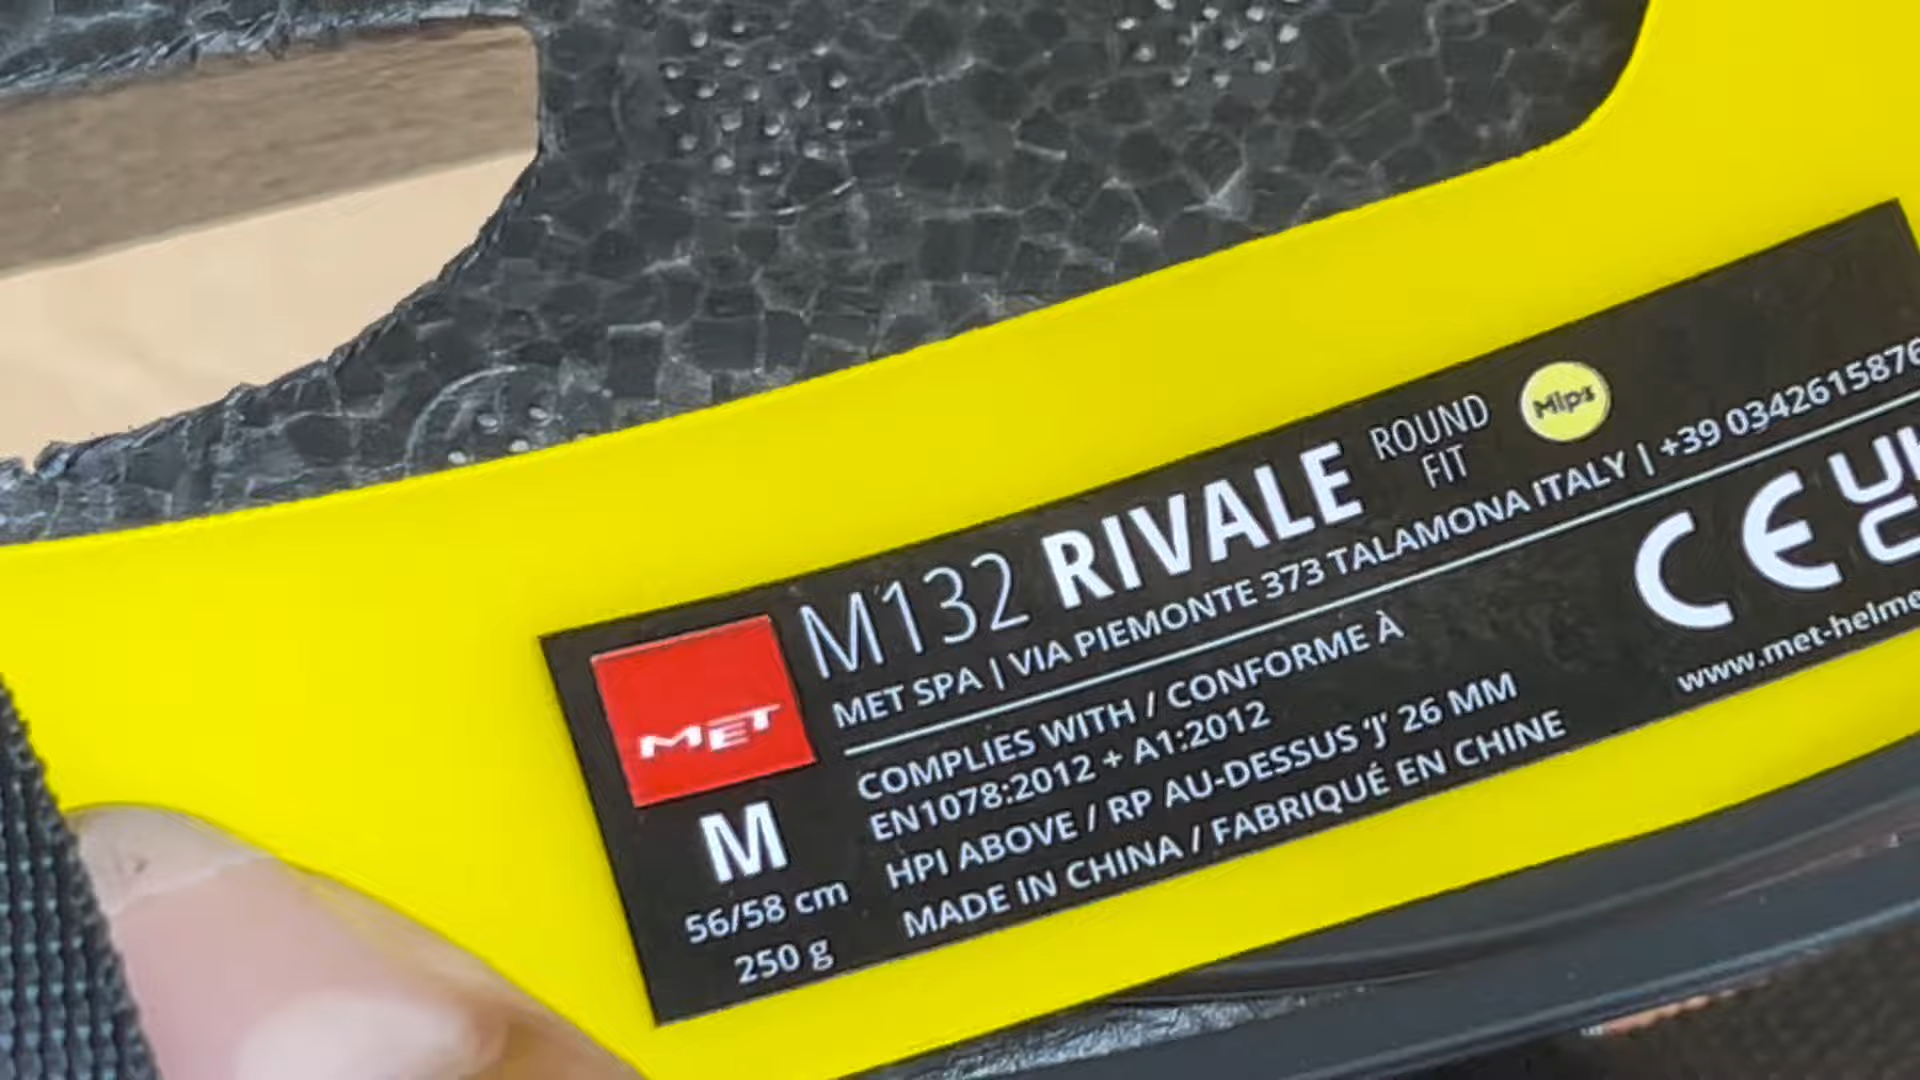 M132 RIVALE ROUND FIT Mips
MET SPA | VIA PIEMONTE 373 TALAMONA ITALY | +39 0342615876
MET
COMPLIES WITH / CONFORME À
EN1078:2012 + A1:2012
HPI ABOVE / RP AU-DESSUS ‘J’ 26 MM
MADE IN CHINA / FABRIQUÉ EN CHINE
M
56/58 cm
250 g
CE
www.met-helme